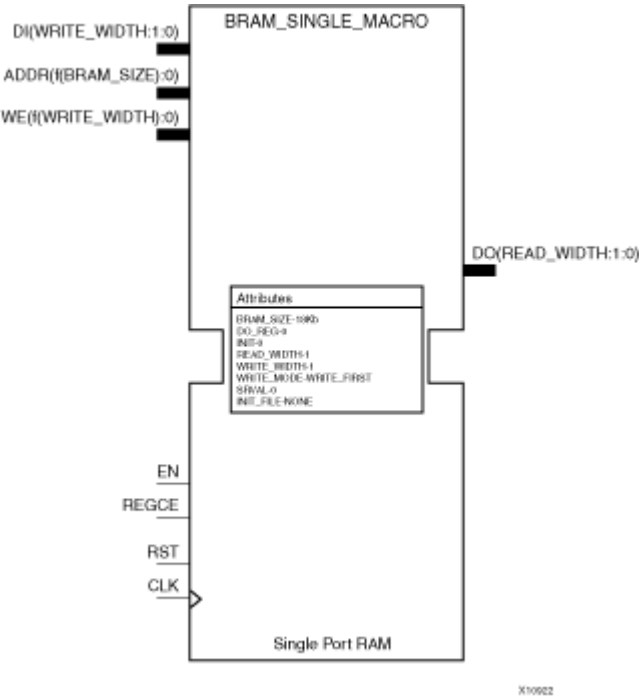 BRAM_SINGLE_MACRO
DI(WRITE_WIDTH:1:0)
ADDR(f(BRAM_SIZE):0)
WE(f(WRITE_WIDTH):0)
DO(READ_WIDTH:1:0)
Attributes
BRAM_SIZE-18Kb
DO_REG-0
INIT-0
READ_WIDTH-1
WRITE_WIDTH-1
WRITE_MODE-WRITE_FIRST
SRVAL-0
INIT_FILE-NONE
EN
REGCE
RST
CLK
Single Port RAM
X10922